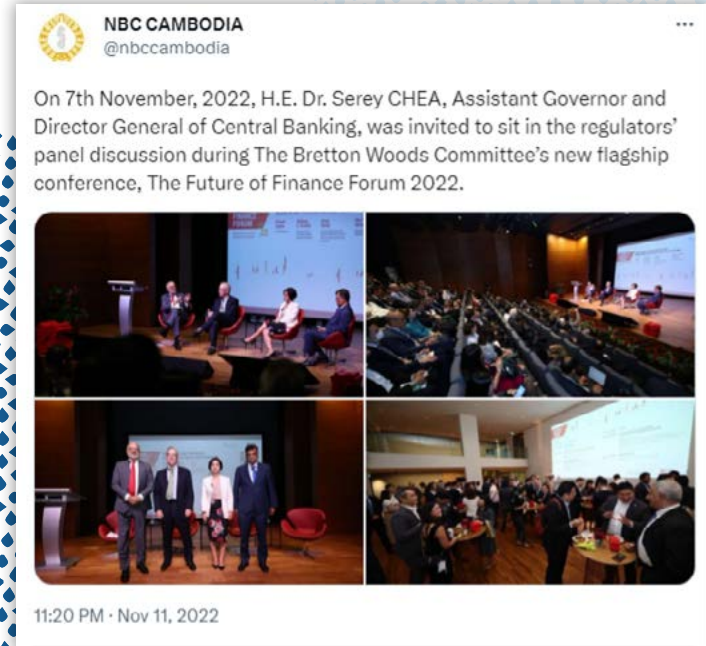 NBC CAMBODIA
@nbccambodia
On 7th November, 2022, H.E. Dr. Serey CHEA, Assistant Governor and
Director General of Central Banking, was invited to sit in the regulators'
panel discussion during The Bretton Woods Committee's new flagship
conference, The Future of Finance Forum 2022.
11:20 PM · Nov 11, 2022